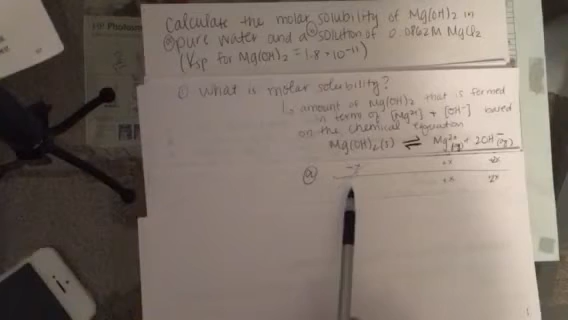 Calculate the molar solubility of Mg(OH)₂ in
ⓐ pure water and a ⓑ solution of 0.0862M MgCl₂
(Ksp for Mg(OH)₂ = 1.8 × 10⁻¹¹)
① What is molar solubility?
↳ amount of Mg(OH)₂ that is formed
in terms of [Mg²⁺] + [OH⁻] based
on the chemical equation
Mg(OH)₂(s) ⇌ Mg²⁺(aq) + 2OH⁻(aq)
ⓐ +x +2x
+x 2x